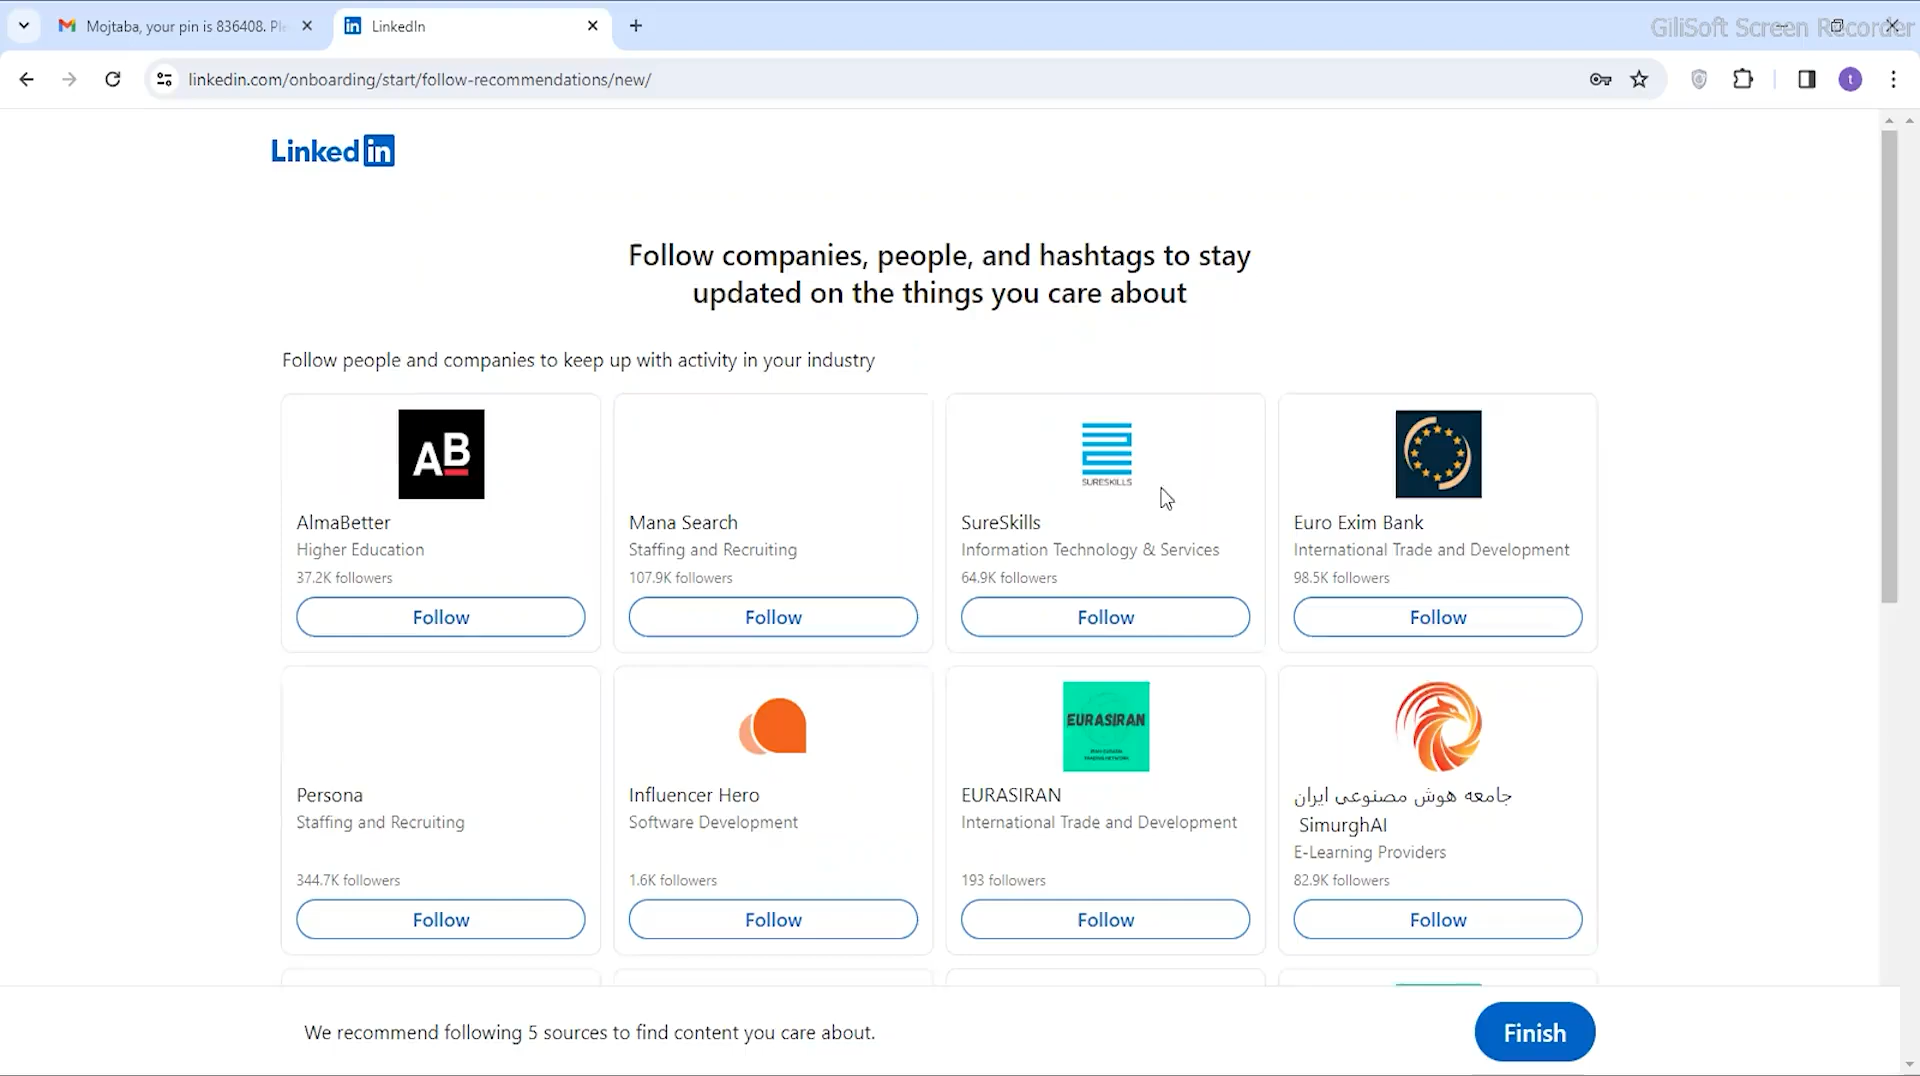 Mojtaba, your pin is 836408. Pl
LinkedIn
GiliSoft Screen Recorder
linkedin.com/onboarding/start/follow-recommendations/new/
t
Linked in
Follow companies, people, and hashtags to stay
updated on the things you care about
Follow people and companies to keep up with activity in your industry
AB
SURESKILLS
AlmaBetter
Higher Education
37.2K followers
Follow
Mana Search
Staffing and Recruiting
107.9K followers
Follow
SureSkills
Information Technology & Services
64.9K followers
Follow
Euro Exim Bank
International Trade and Development
98.5K followers
Follow
Persona
Staffing and Recruiting
344.7K followers
Follow
Influencer Hero
Software Development
1.6K followers
Follow
EURASIRAN
EURASIRAN
International Trade and Development
193 followers
Follow
جامعه هوش مصنوعی ایران
SimurghAI
E-Learning Providers
82.9K followers
Follow
We recommend following 5 sources to find content you care about.
Finish